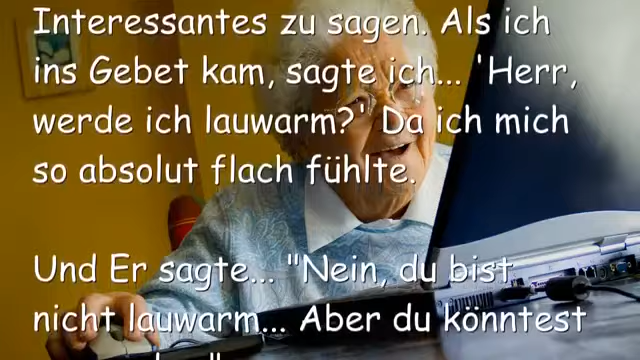 Interessantes zu sagen. Als ich
ins Gebet kam, sagte ich... 'Herr,
werde ich lauwarm?' Da ich mich
so absolut flach fühlte.
Und Er sagte... "Nein, du bist
nicht lauwarm... Aber du könntest